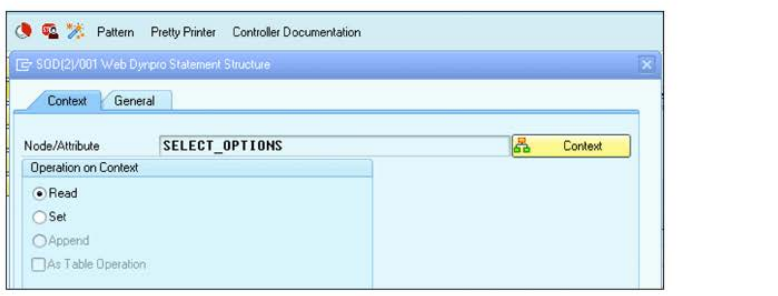 Pattern Pretty Printer Controller Documentation
SOD(2)/001 Web Dynpro Statement Structure
Context General
Node/Attribute SELECT_OPTIONS Context
Operation on Context
Read
Set
Append
As Table Operation